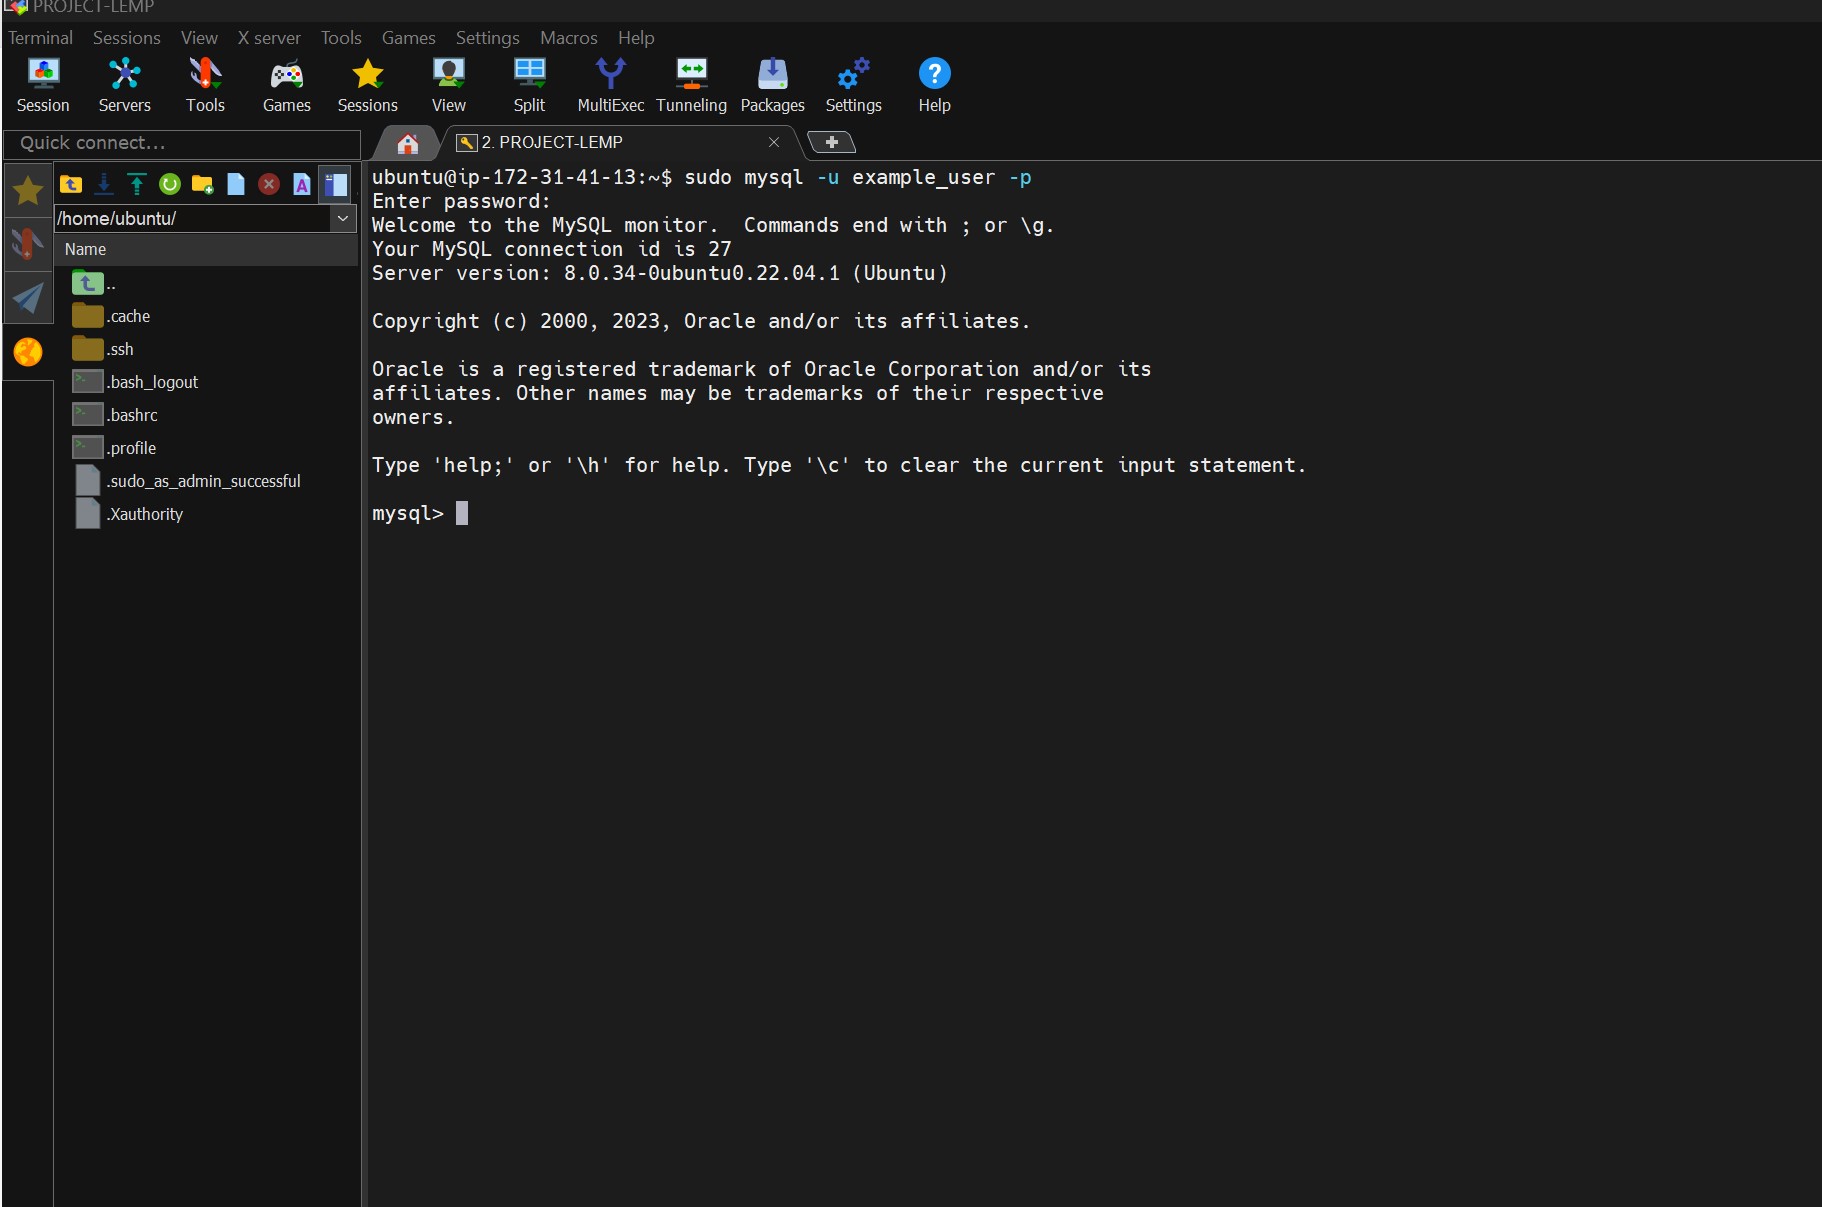 PROJECT-LEMP
Terminal Sessions View X server Tools Games Settings Macros Help
Session Servers Tools Games Sessions View Split MultiExec Tunneling Packages Settings Help
Quick connect...
2. PROJECT-LEMP
/home/ubuntu/
Name
..
.cache
.ssh
.bash_logout
.bashrc
.profile
.sudo_as_admin_successful
.Xauthority
ubuntu@ip-172-31-41-13:~$ sudo mysql -u example_user -p
Enter password:
Welcome to the MySQL monitor.  Commands end with ; or \g.
Your MySQL connection id is 27
Server version: 8.0.34-0ubuntu0.22.04.1 (Ubuntu)
Copyright (c) 2000, 2023, Oracle and/or its affiliates.
Oracle is a registered trademark of Oracle Corporation and/or its
affiliates. Other names may be trademarks of their respective
owners.
Type 'help;' or '\h' for help. Type '\c' to clear the current input statement.
mysql>